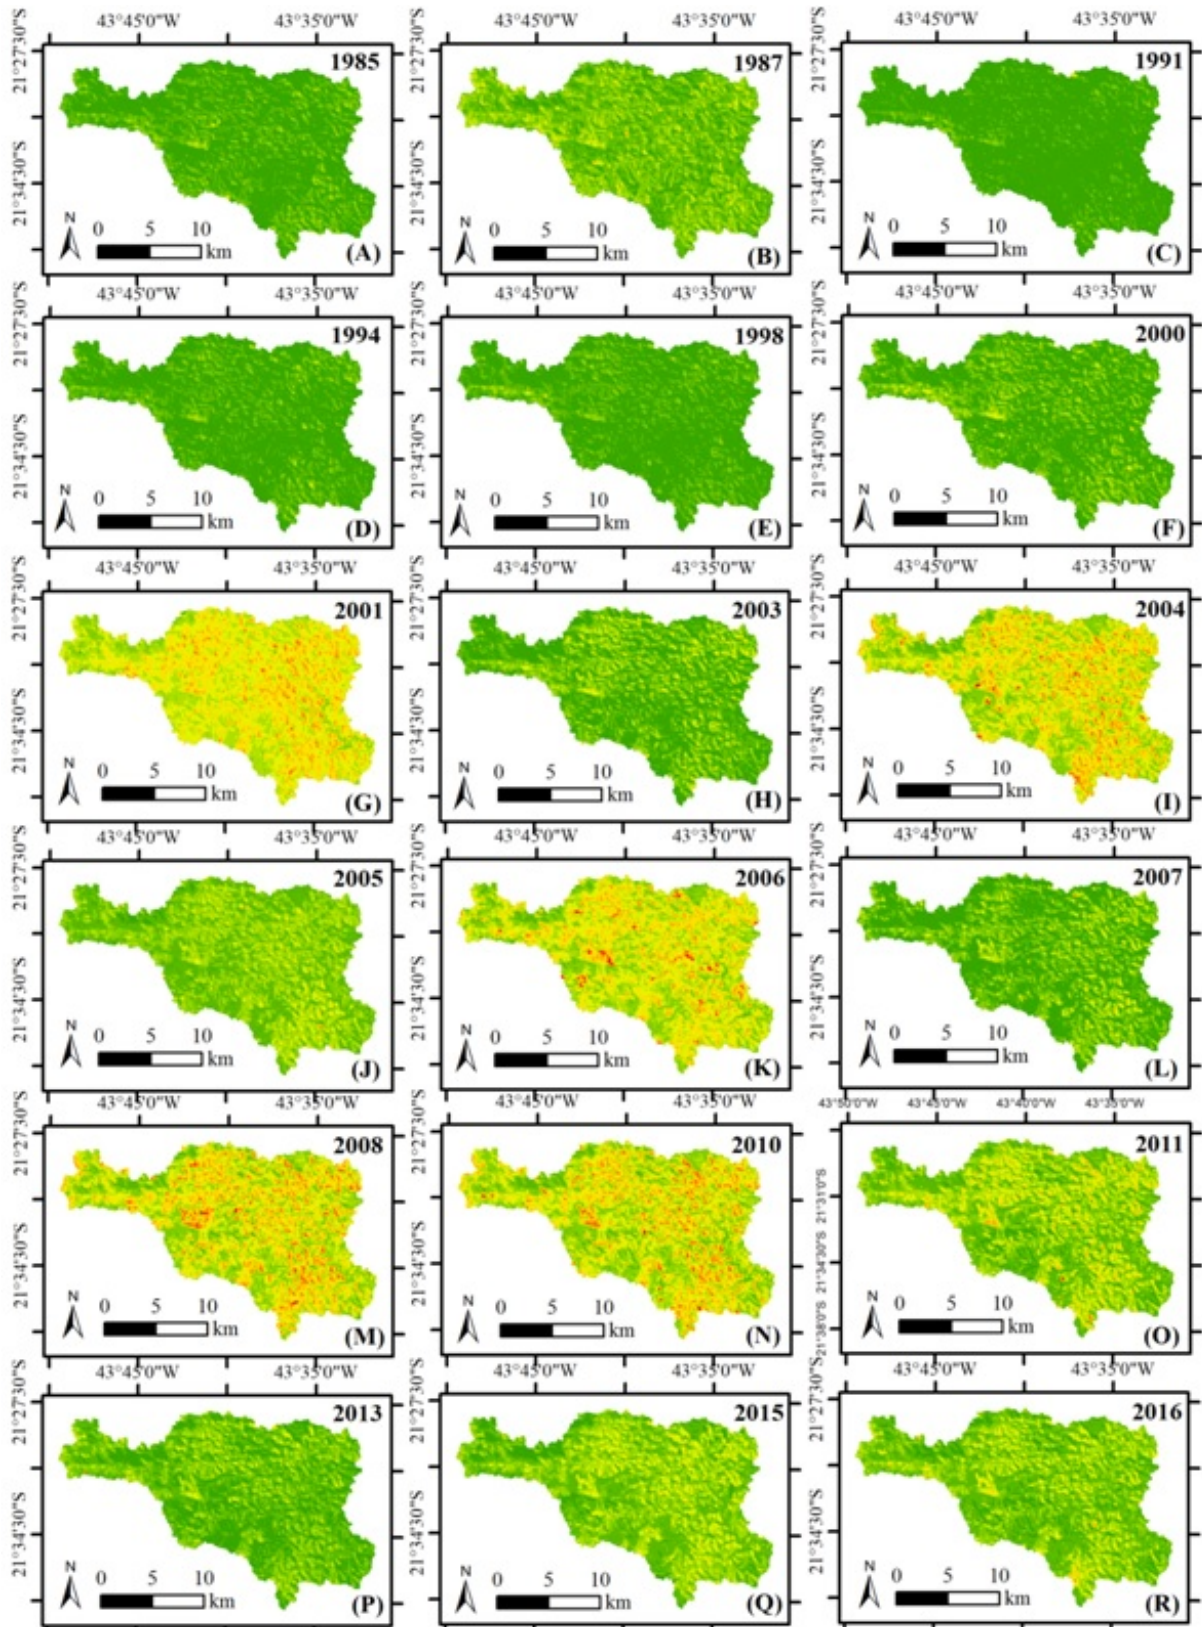 43°45'0"W 43°35'0"W 43°45'0"W 43°35'0"W 43°45'0"W 43°35'0"W
21°27'30"S 21°34'30"S 1985 N 0 5 10 km (A)
21°27'30"S 21°34'30"S 1987 N 0 5 10 km (B)
21°27'30"S 21°34'30"S 1991 N 0 5 10 km (C)
43°45'0"W 43°35'0"W 43°45'0"W 43°35'0"W 43°45'0"W 43°35'0"W
21°27'30"S 21°34'30"S 1994 N 0 5 10 km (D)
21°27'30"S 21°34'30"S 1998 N 0 5 10 km (E)
21°27'30"S 21°34'30"S 2000 N 0 5 10 km (F)
43°45'0"W 43°35'0"W 43°45'0"W 43°35'0"W 43°45'0"W 43°35'0"W
21°27'30"S 21°34'30"S 2001 N 0 5 10 km (G)
21°27'30"S 21°34'30"S 2003 N 0 5 10 km (H)
21°27'30"S 21°34'30"S 2004 N 0 5 10 km (I)
43°45'0"W 43°35'0"W 43°45'0"W 43°35'0"W 43°45'0"W 43°35'0"W
21°27'30"S 21°34'30"S 2005 N 0 5 10 km (J)
21°27'30"S 21°34'30"S 2006 N 0 5 10 km (K)
21°27'30"S 21°34'30"S 2007 N 0 5 10 km (L)
43°45'0"W 43°35'0"W 43°45'0"W 43°35'0"W 43°50'0"W 43°45'0"W 43°40'0"W 43°35'0"W
21°27'30"S 21°34'30"S 2008 N 0 5 10 km (M)
21°27'30"S 21°34'30"S 2010 N 0 5 10 km (N)
21°27'30"S 21°31'0"S 21°34'30"S 21°38'0"S 2011 N 0 5 10 km (O)
43°45'0"W 43°35'0"W 43°45'0"W 43°35'0"W 43°45'0"W 43°35'0"W
21°27'30"S 21°34'30"S 2013 N 0 5 10 km (P)
21°27'30"S 21°34'30"S 2015 N 0 5 10 km (Q)
21°27'30"S 21°34'30"S 2016 N 0 5 10 km (R)